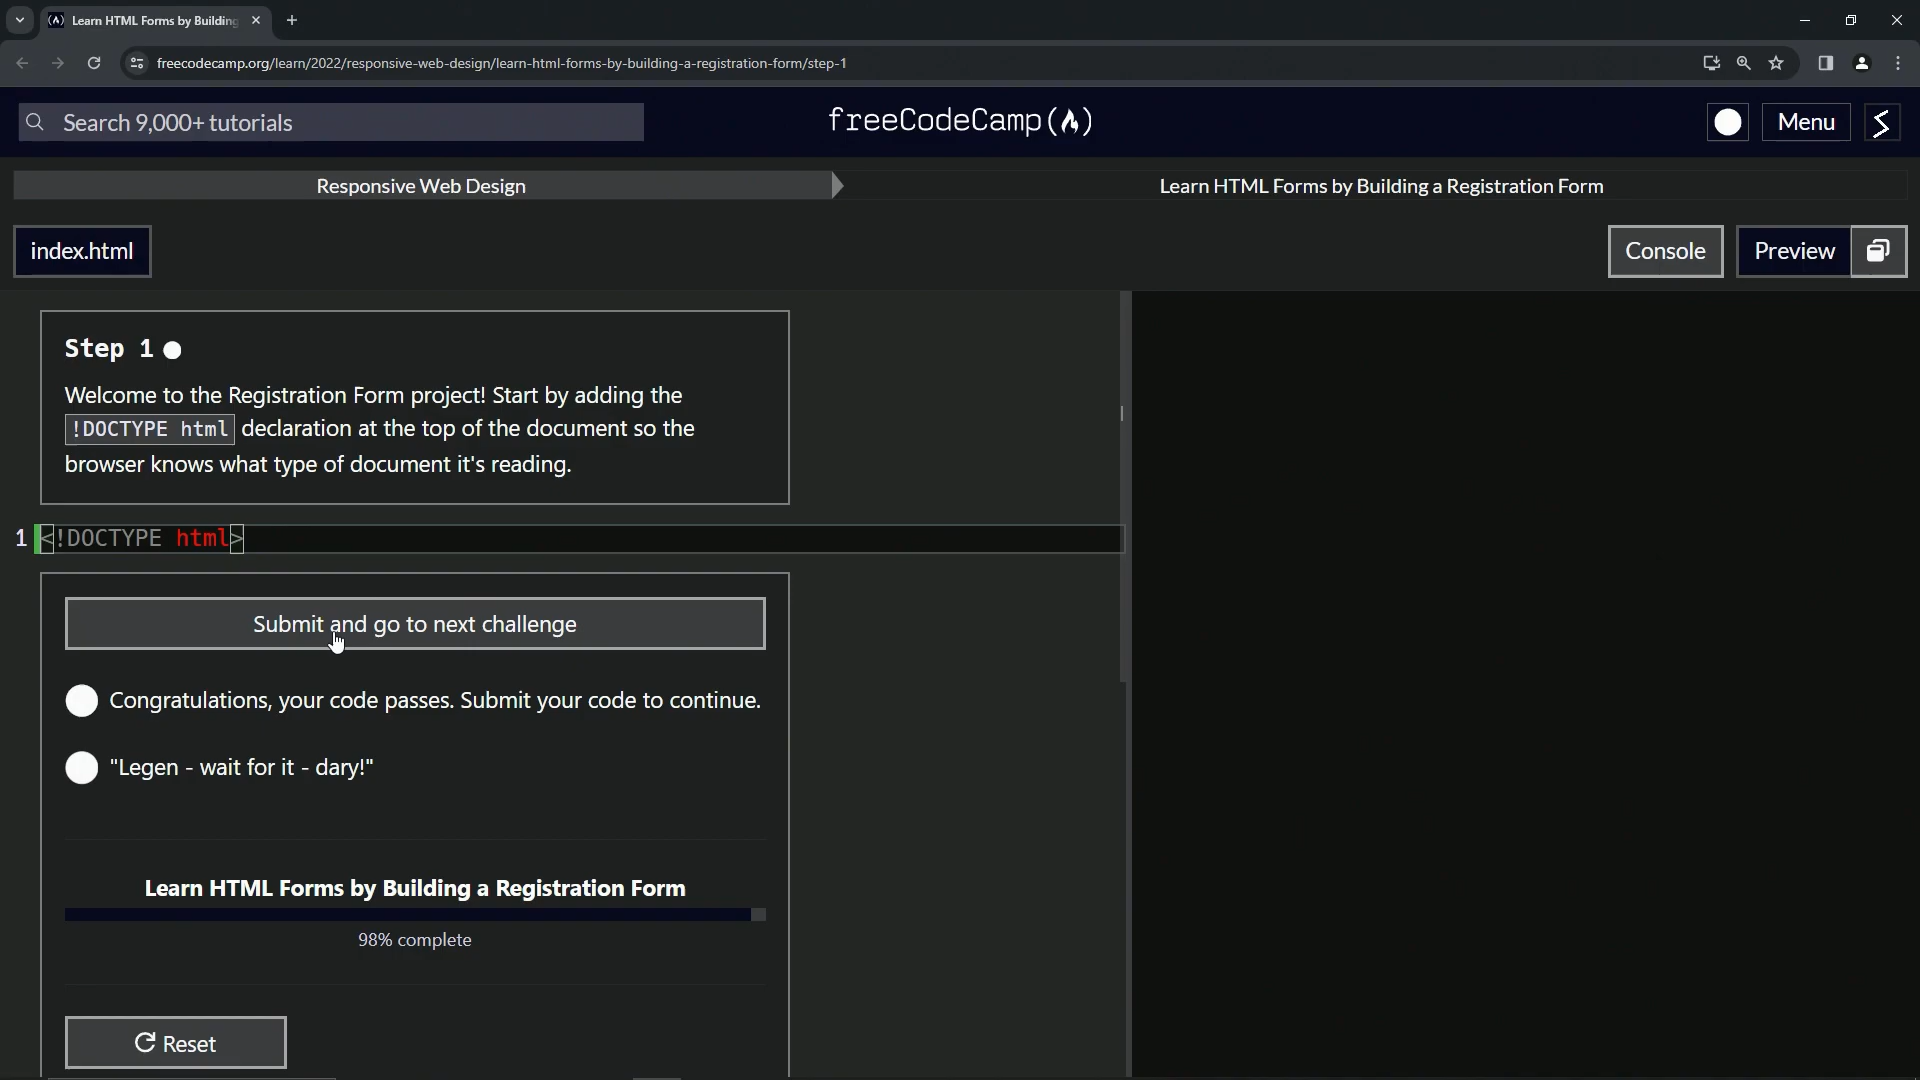 Learn HTML Forms by Building
freecodecamp.org/learn/2022/responsive-web-design/learn-html-forms-by-building-a-registration-form/step-1
Search 9,000+ tutorials
freeCodeCamp
Menu
Responsive Web Design
Learn HTML Forms by Building a Registration Form
index.html
Console
Preview
Step 1
Welcome to the Registration Form project! Start by adding the
!DOCTYPE html declaration at the top of the document so the
browser knows what type of document it's reading.
1 <!DOCTYPE html>
Submit and go to next challenge
Congratulations, your code passes. Submit your code to continue.
"Legen - wait for it - dary!"
Learn HTML Forms by Building a Registration Form
98% complete
Reset